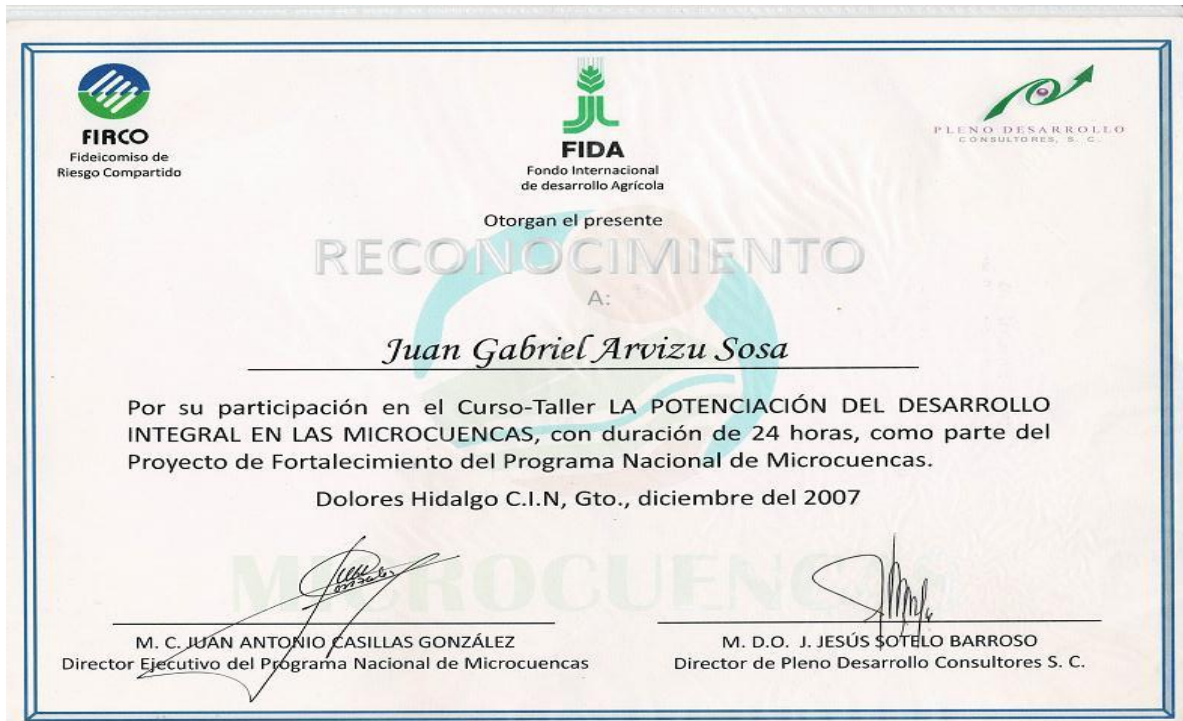 FIRCO
Fideicomiso de
Riesgo Compartido
FIDA
Fondo Internacional
de desarrollo Agrícola
PLENO DESARROLLO
CONSULTORES, S. C.
Otorgan el presente
RECONOCIMIENTO
A:
Juan Gabriel Arvizu Sosa
Por su participación en el Curso-Taller LA POTENCIACIÓN DEL DESARROLLO
INTEGRAL EN LAS MICROCUENCAS, con duración de 24 horas, como parte del
Proyecto de Fortalecimiento del Programa Nacional de Microcuencas.
Dolores Hidalgo C.I.N, Gto., diciembre del 2007
M. C. JUAN ANTONIO CASILLAS GONZÁLEZ
Director Ejecutivo del Programa Nacional de Microcuencas
M. D.O. J. JESÚS SOTELO BARROSO
Director de Pleno Desarrollo Consultores S. C.